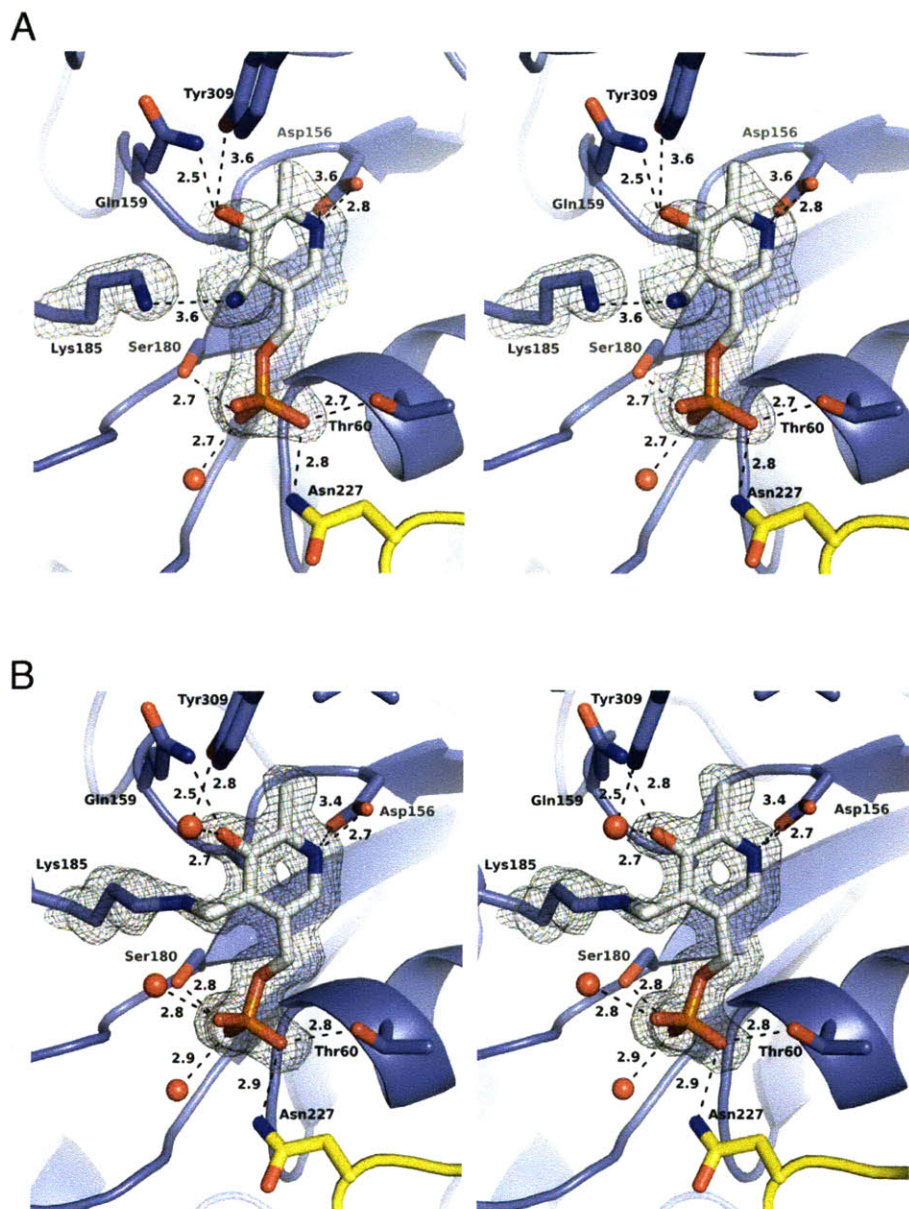 A
Tyr309 Tyr309
Asp156 Asp156
3.6 3.6
2.5 3.6 2.5 3.6
2.8 2.8
Gln159 Gln159
3.6 3.6
Lys185 Ser180 Lys185 Ser180
2.7 2.7 2.7 2.7
Thr60 Thr60
2.7 2.7
2.8 2.8
Asn227 Asn227
B
Tyr309 Tyr309
2.8 2.8
Gln159 2.5 3.4 Gln159 2.5 3.4
Asp156 Asp156
2.7 2.7
2.7 2.7
Lys185 Lys185
Ser180 Ser180
2.8 2.8
2.8 2.8 2.8 2.8
Thr60 Thr60
2.9 2.9
2.9 2.9
Asn227 Asn227